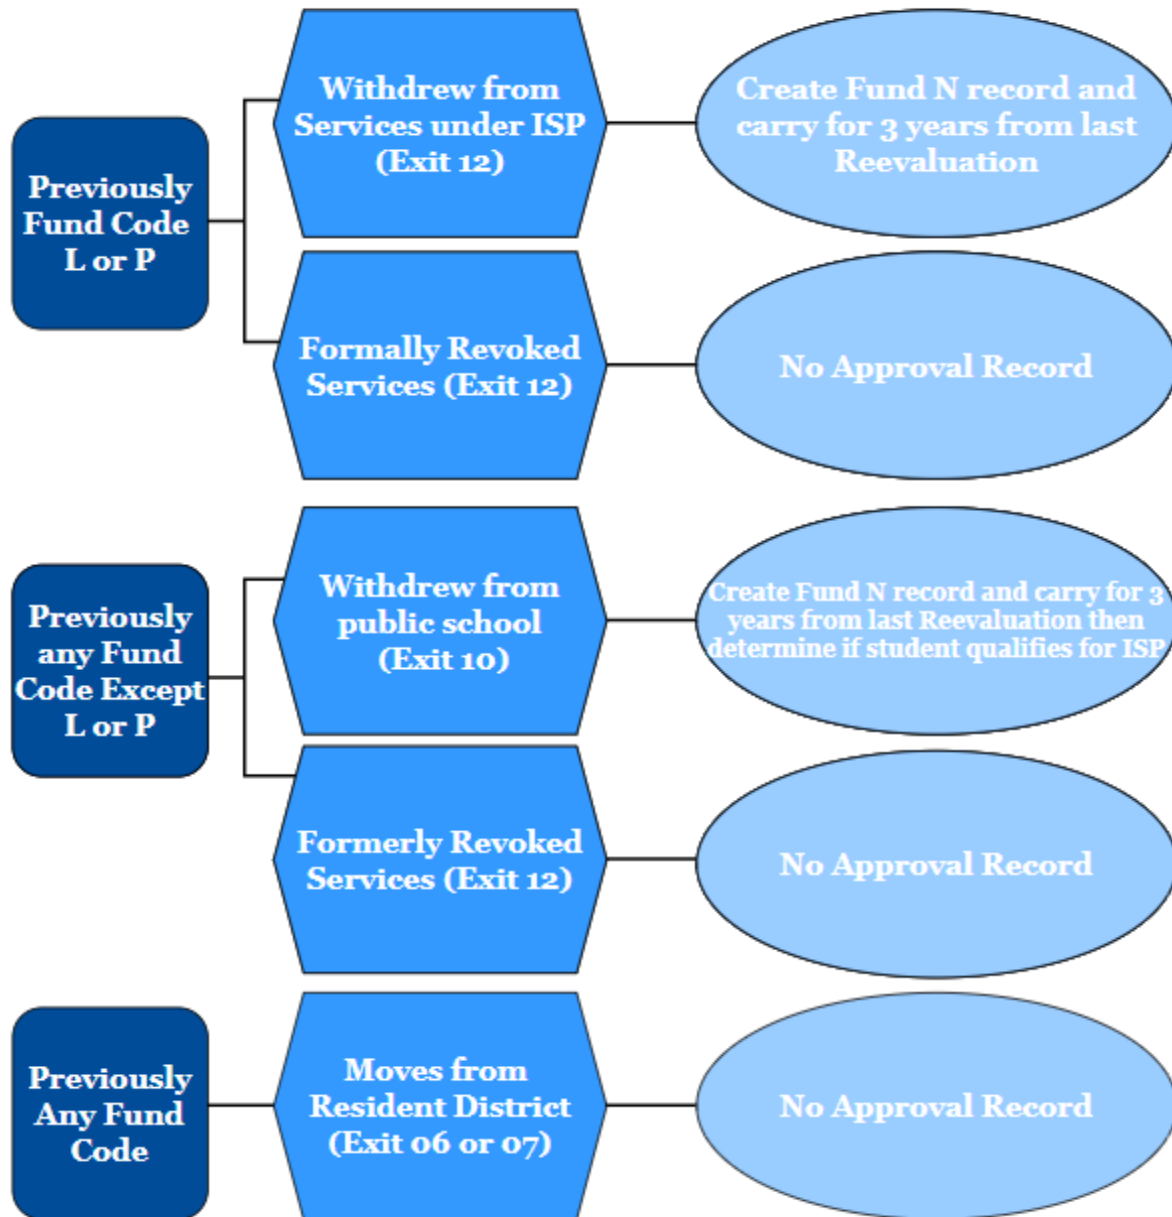 Previously
Fund Code
L or P
Withdrew from
Services under ISP
(Exit 12)
Create Fund N record and
carry for 3 years from last
Reevaluation
Formally Revoked
Services (Exit 12)
No Approval Record
Previously
any Fund
Code Except
L or P
Withdrew from
public school
(Exit 10)
Create Fund N record and carry for 3
years from last Reevaluation then
determine if student qualifies for ISP
Formerly Revoked
Services (Exit 12)
No Approval Record
Previously
Any Fund
Code
Moves from
Resident District
(Exit 06 or 07)
No Approval Record